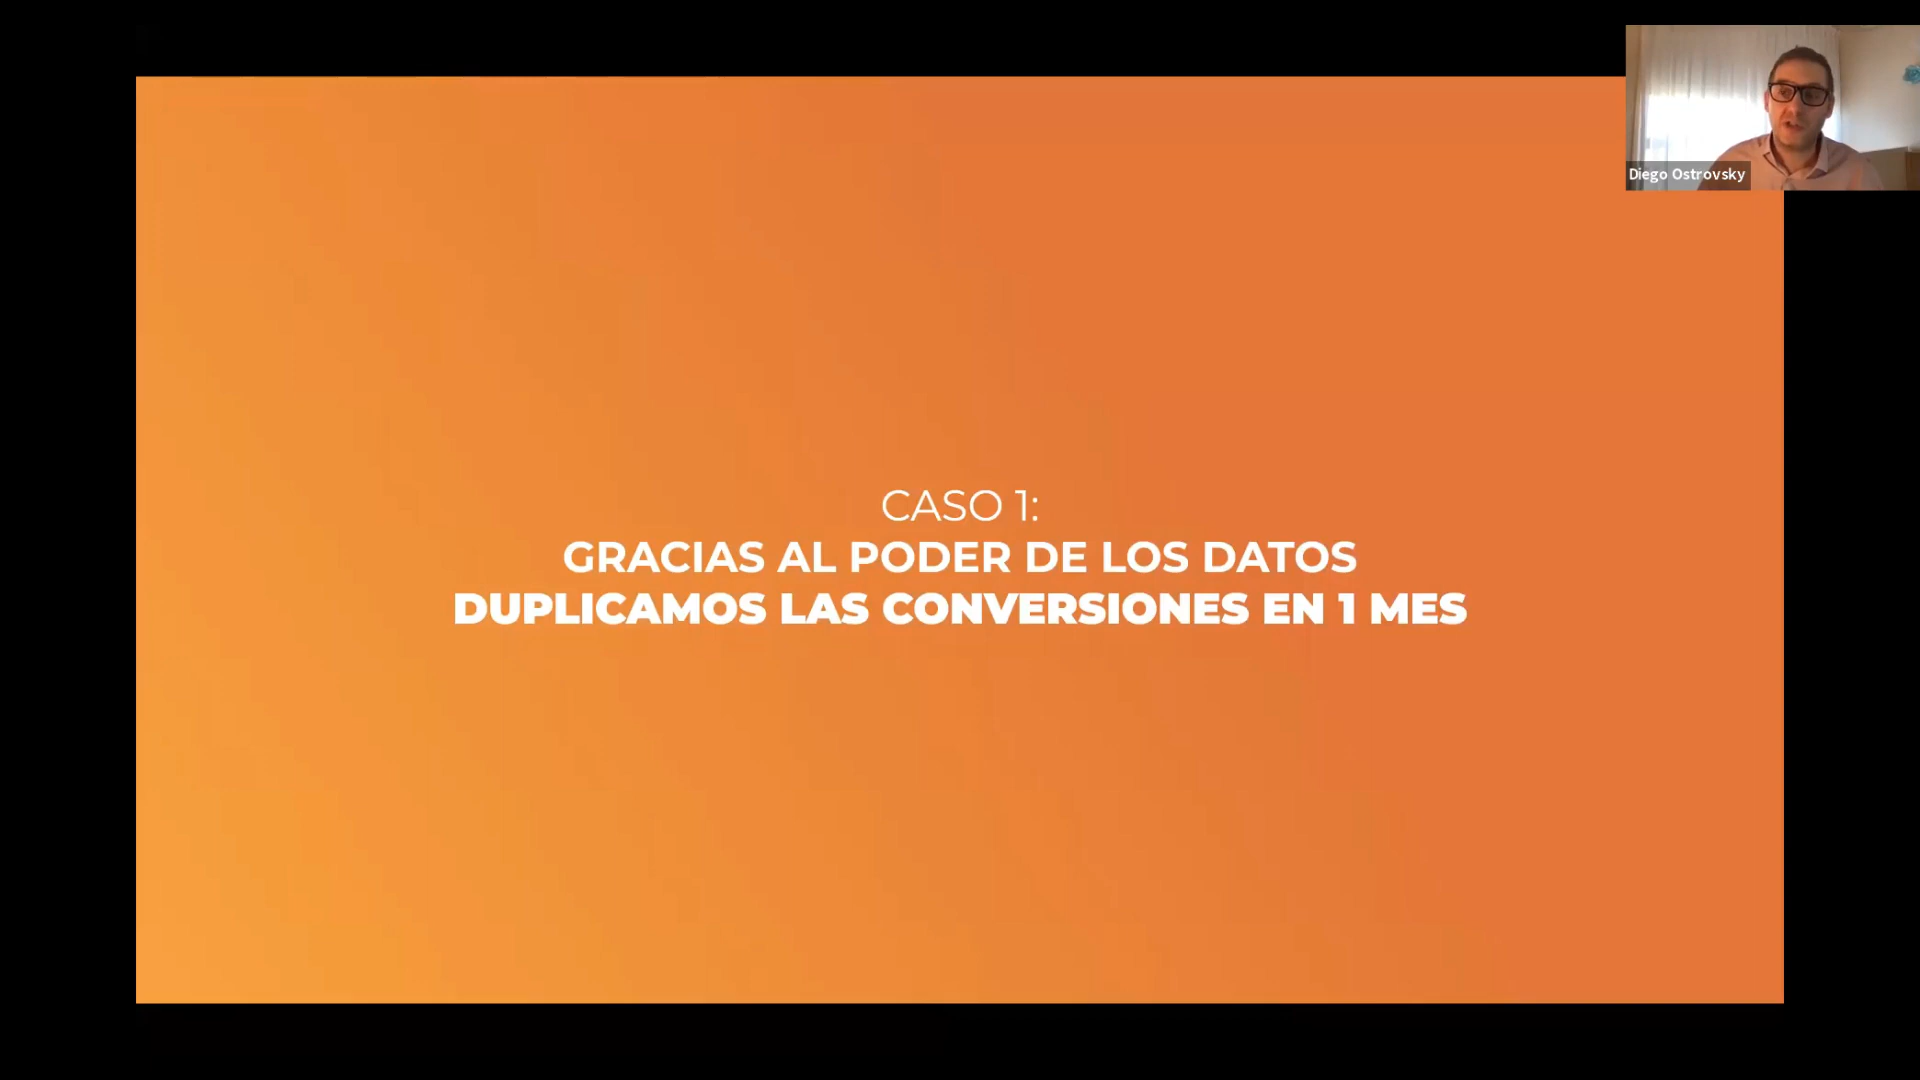 Diego Ostrovsky
CASO 1:
GRACIAS AL PODER DE LOS DATOS
DUPLICAMOS LAS CONVERSIONES EN 1 MES